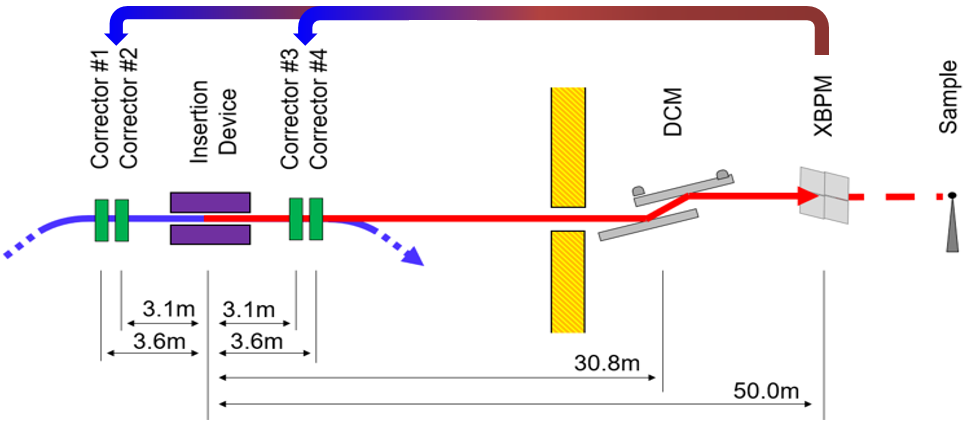 Corrector #1
Corrector #2
Insertion
Device
Corrector #3
Corrector #4
DCM
XBPM
Sample
3.1m
3.1m
3.6m
3.6m
30.8m
50.0m